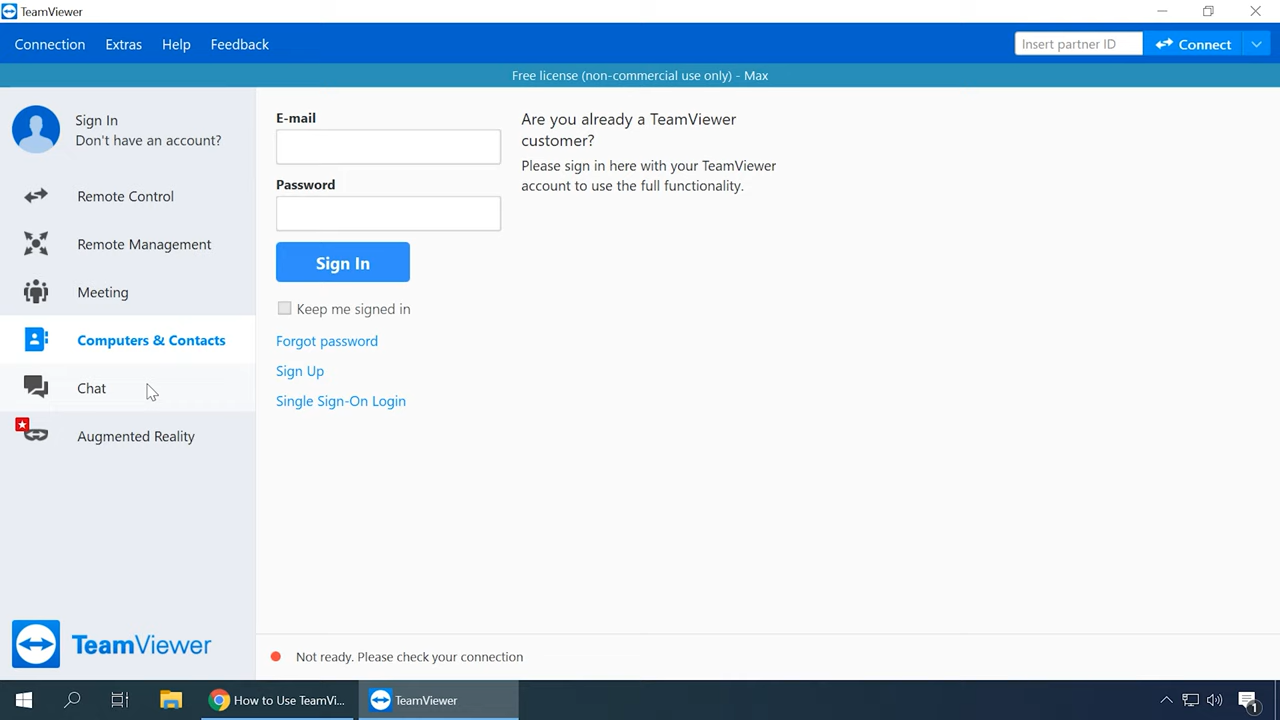 TeamViewer
Connection Extras Help Feedback
Insert partner ID
Connect
Free license (non-commercial use only) - Max
Sign In
Don't have an account?
Remote Control
Remote Management
Meeting
Computers & Contacts
Chat
Augmented Reality
TeamViewer
E-mail
Password
Sign In
Keep me signed in
Forgot password
Sign Up
Single Sign-On Login
Are you already a TeamViewer
customer?
Please sign in here with your TeamViewer
account to use the full functionality.
Not ready. Please check your connection
How to Use TeamVi...
TeamViewer
1